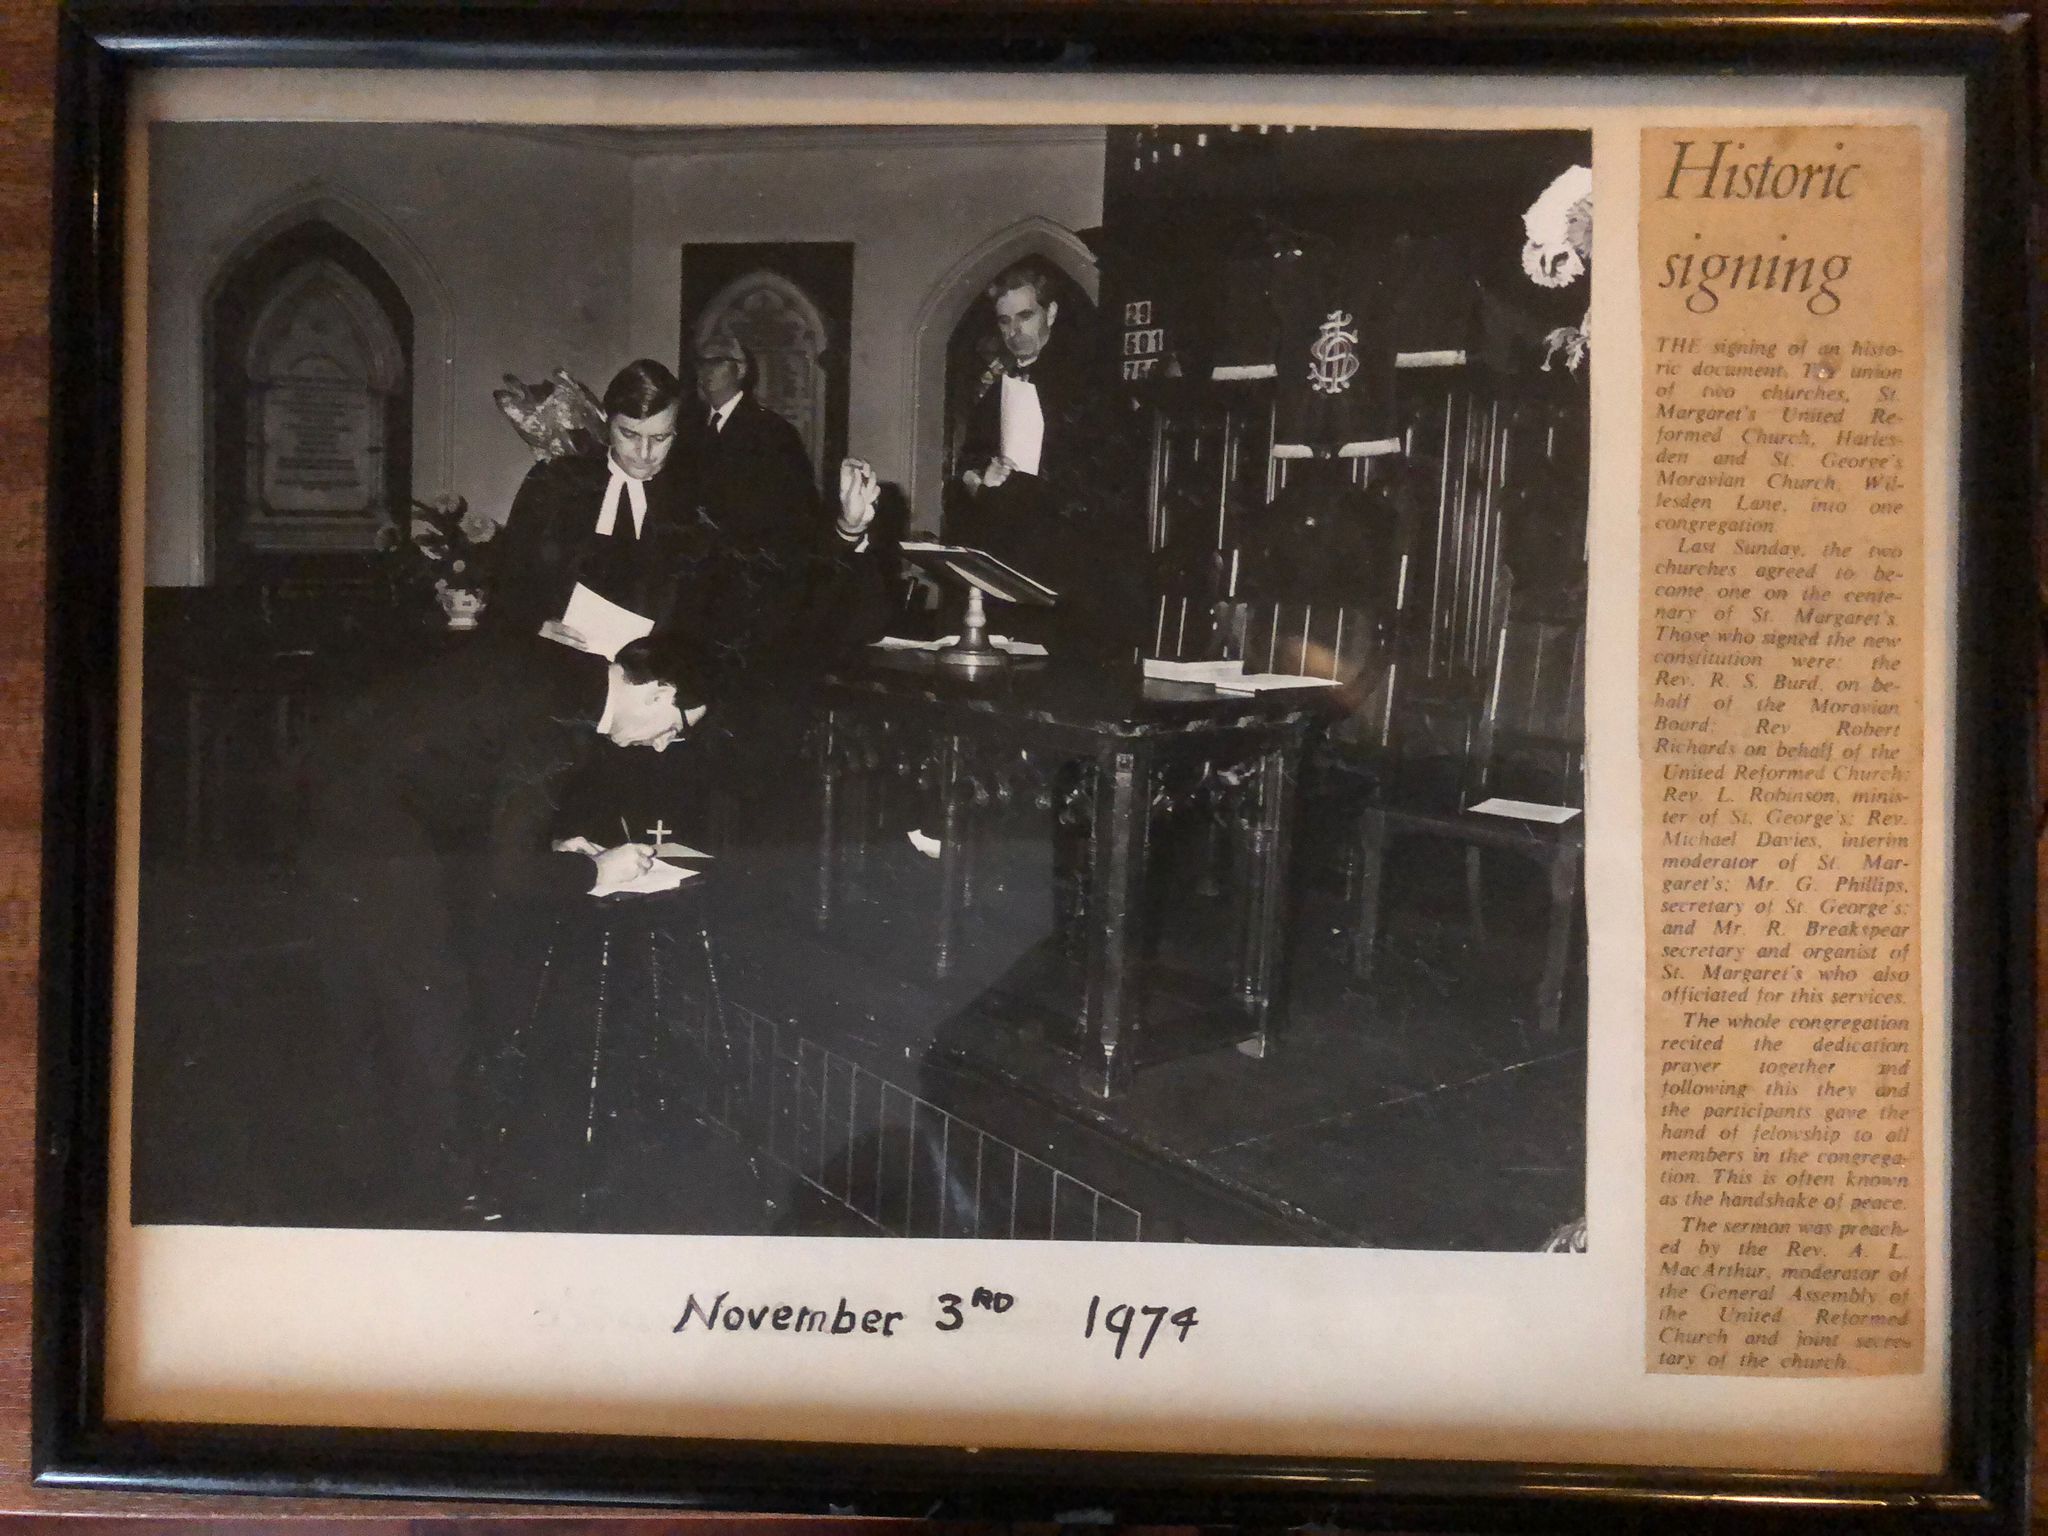 29
501
Historic
signing
THE signing of an histo-
ric document. The union
of two churches, St.
Margaret's United Re-
formed Church, Harles-
den and St. George's
Moravian Church, Wil-
lesden Lane, into one
congregation
Last Sunday, the two
churches agreed to be-
come one on the cente-
nary of St. Margaret's.
Those who signed the new
constitution were: the
Rev. R. S. Burd, on be-
half of the Moravian
Board; Rev. Robert
Richards on behalf of the
United Reformed Church;
Rev. L. Robinson, minis-
ter of St. George's; Rev.
Michael Davies, interim
moderator of St. Mar-
garet's; Mr. G. Phillips,
secretary of St. George's;
and Mr. R. Breakspear
secretary and organist of
St. Margaret's who also
officiated for this services.
The whole congregation
recited the dedication
prayer together and
following this they and
the participants gave the
hand of felowship to all
members in the congrega-
tion. This is often known
as the handshake of peace.
The sermon was preach-
ed by the Rev. A. L.
MacArthur, moderator of
the General Assembly of
the United Reformed
Church and joint secre-
tary of the church.
November 3RD 1974